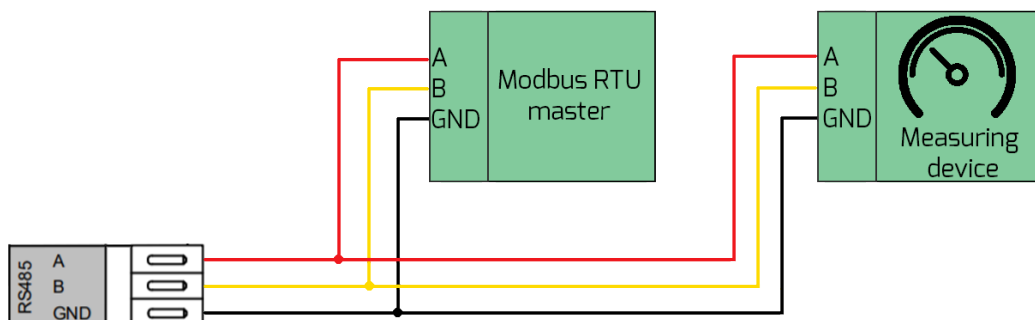 A
B
GND
Modbus RTU
master
A
B
GND
Measuring
device
RS485
A
B
GND